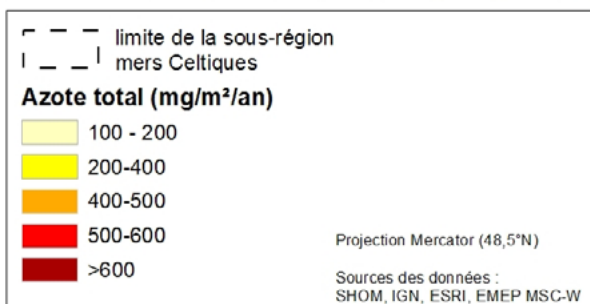 limite de la sous-région
mers Celtiques
Azote total (mg/m²/an)
100 - 200
200-400
400-500
500-600
>600
Projection Mercator (48,5°N)
Sources des données :
SHOM, IGN, ESRI, EMEP MSC-W